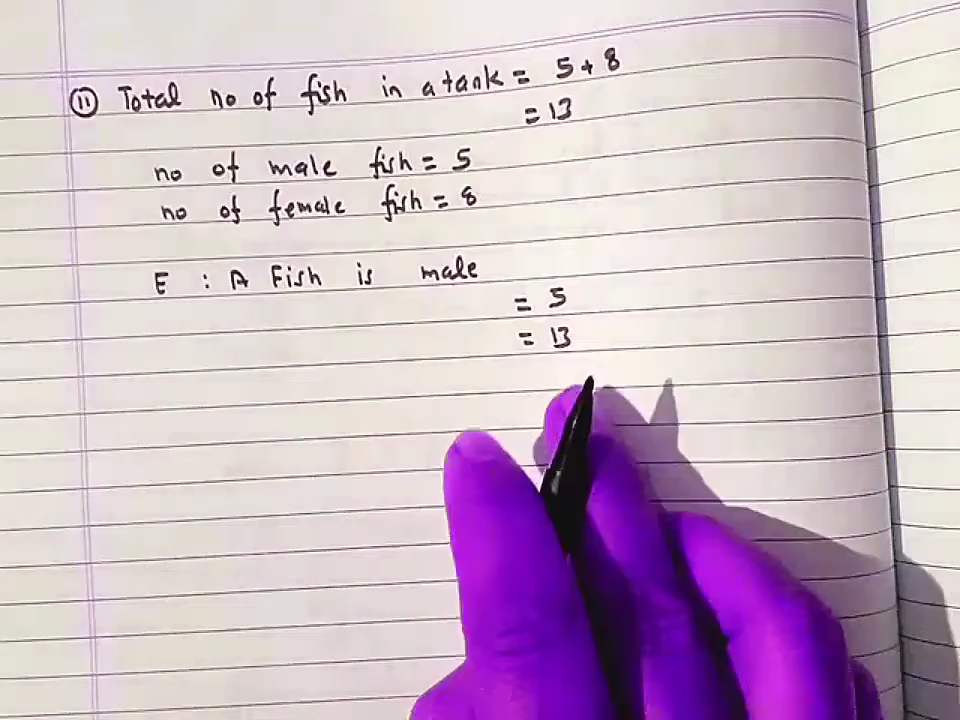 ⑪ Total no of fish in a tank = 5 + 8
= 13
no of male fish = 5
no of female fish = 8
E : A Fish is male
= 5
= 13